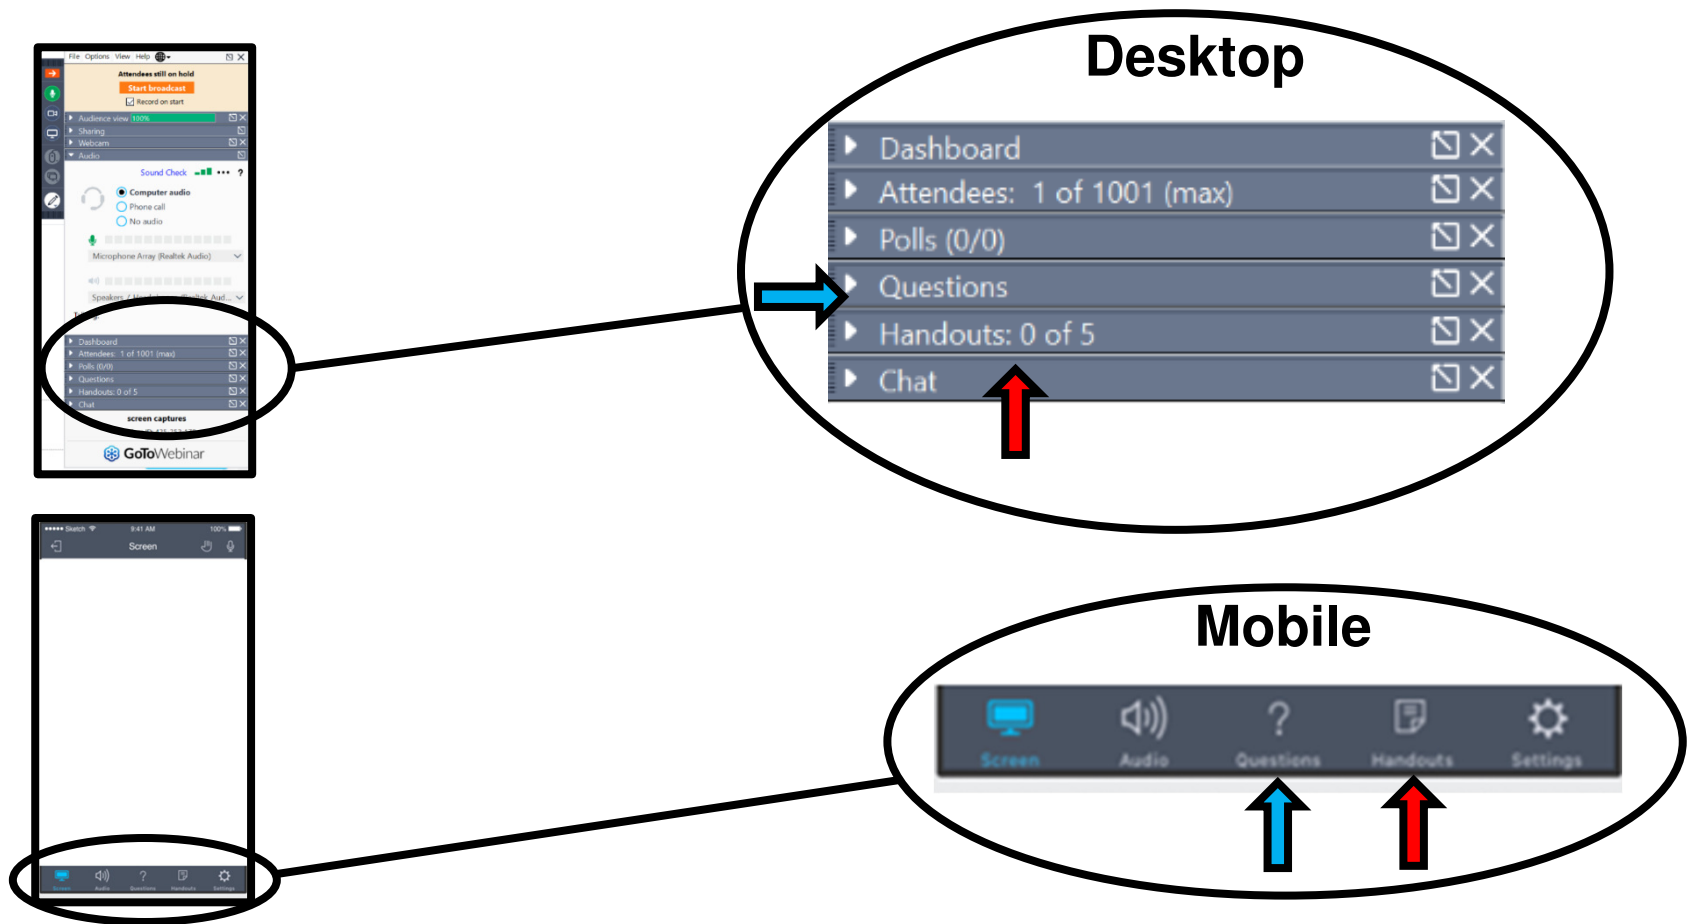 File Options View Help
Attendees still on hold
Start broadcast
Record on start
Audience view 100%
Sharing
Webcam
Audio
Sound Check ?
Computer audio
Phone call
No audio
Microphone Array (Realtek Audio)
Dashboard
Attendees: 1 of 1001 (max)
Polls (0/0)
Questions
Handouts: 0 of 5
Chat
screen captures
GoToWebinar
Desktop
Dashboard
Attendees: 1 of 1001 (max)
Polls (0/0)
Questions
Handouts: 0 of 5
Chat
Sketch 9:41 AM 100%
Screen
Screen Audio Questions Handouts Settings
Mobile
?
Screen Audio Questions Handouts Settings